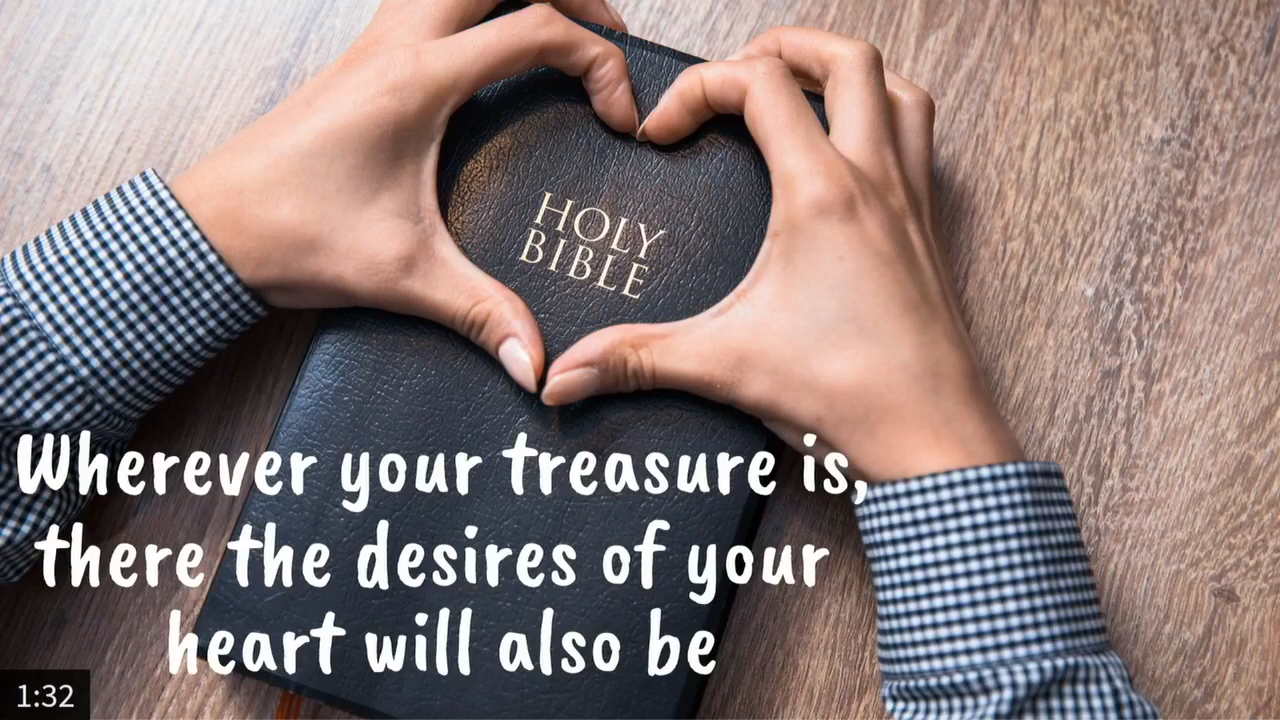 HOLY
BIBLE
Wherever your treasure is,
there the desires of your
heart will also be
1:32